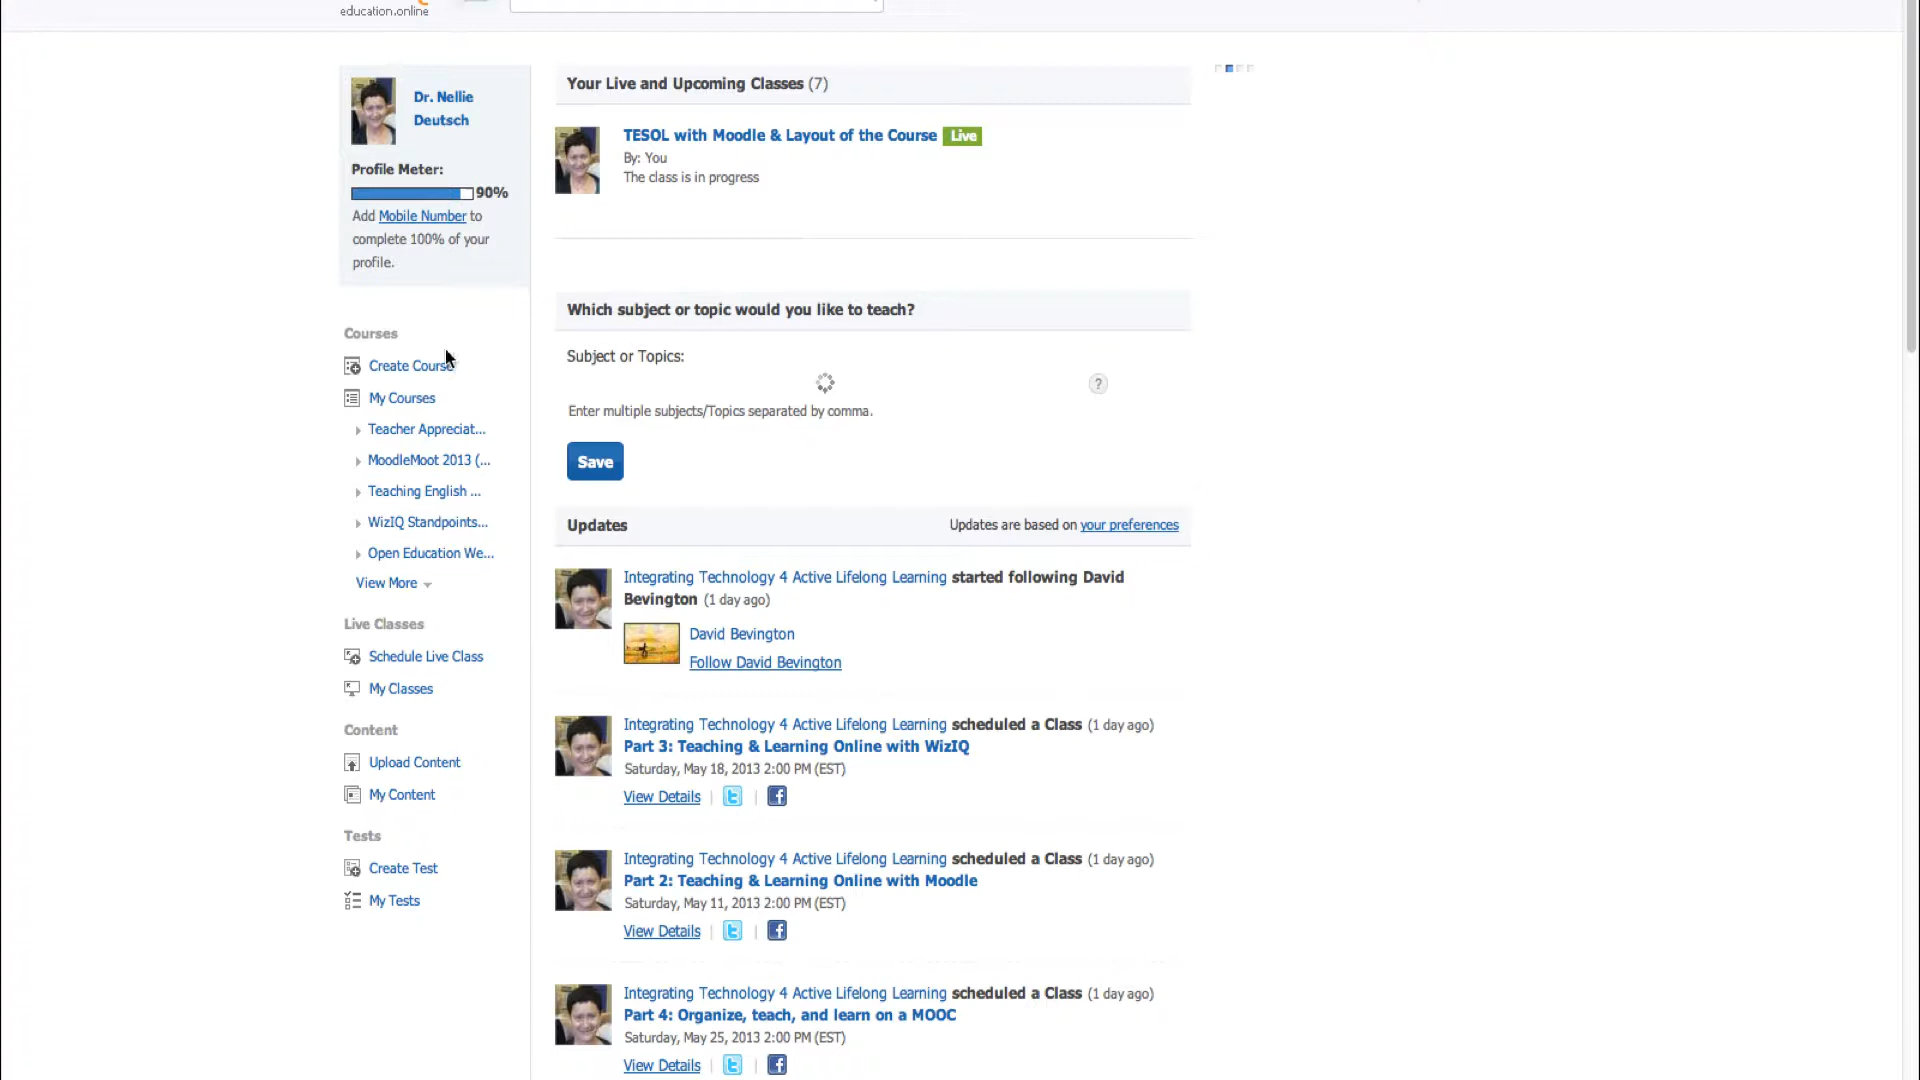 education.online
Dr. Nellie
Deutsch
Profile Meter:
90%
Add Mobile Number to
complete 100% of your
profile.
Courses
Create Course
My Courses
Teacher Appreciat...
MoodleMoot 2013 (...
Teaching English ...
WizIQ Standpoints...
Open Education We...
View More
Live Classes
Schedule Live Class
My Classes
Content
Upload Content
My Content
Tests
Create Test
My Tests
Your Live and Upcoming Classes (7)
TESOL with Moodle & Layout of the Course Live
By: You
The class is in progress
Which subject or topic would you like to teach?
Subject or Topics:
?
Enter multiple subjects/Topics separated by comma.
Save
Updates Updates are based on your preferences
Integrating Technology 4 Active Lifelong Learning started following David
Bevington (1 day ago)
David Bevington
Follow David Bevington
Integrating Technology 4 Active Lifelong Learning scheduled a Class (1 day ago)
Part 3: Teaching & Learning Online with WizIQ
Saturday, May 18, 2013 2:00 PM (EST)
View Details | t | f
Integrating Technology 4 Active Lifelong Learning scheduled a Class (1 day ago)
Part 2: Teaching & Learning Online with Moodle
Saturday, May 11, 2013 2:00 PM (EST)
View Details | t | f
Integrating Technology 4 Active Lifelong Learning scheduled a Class (1 day ago)
Part 4: Organize, teach, and learn on a MOOC
Saturday, May 25, 2013 2:00 PM (EST)
View Details | t | f